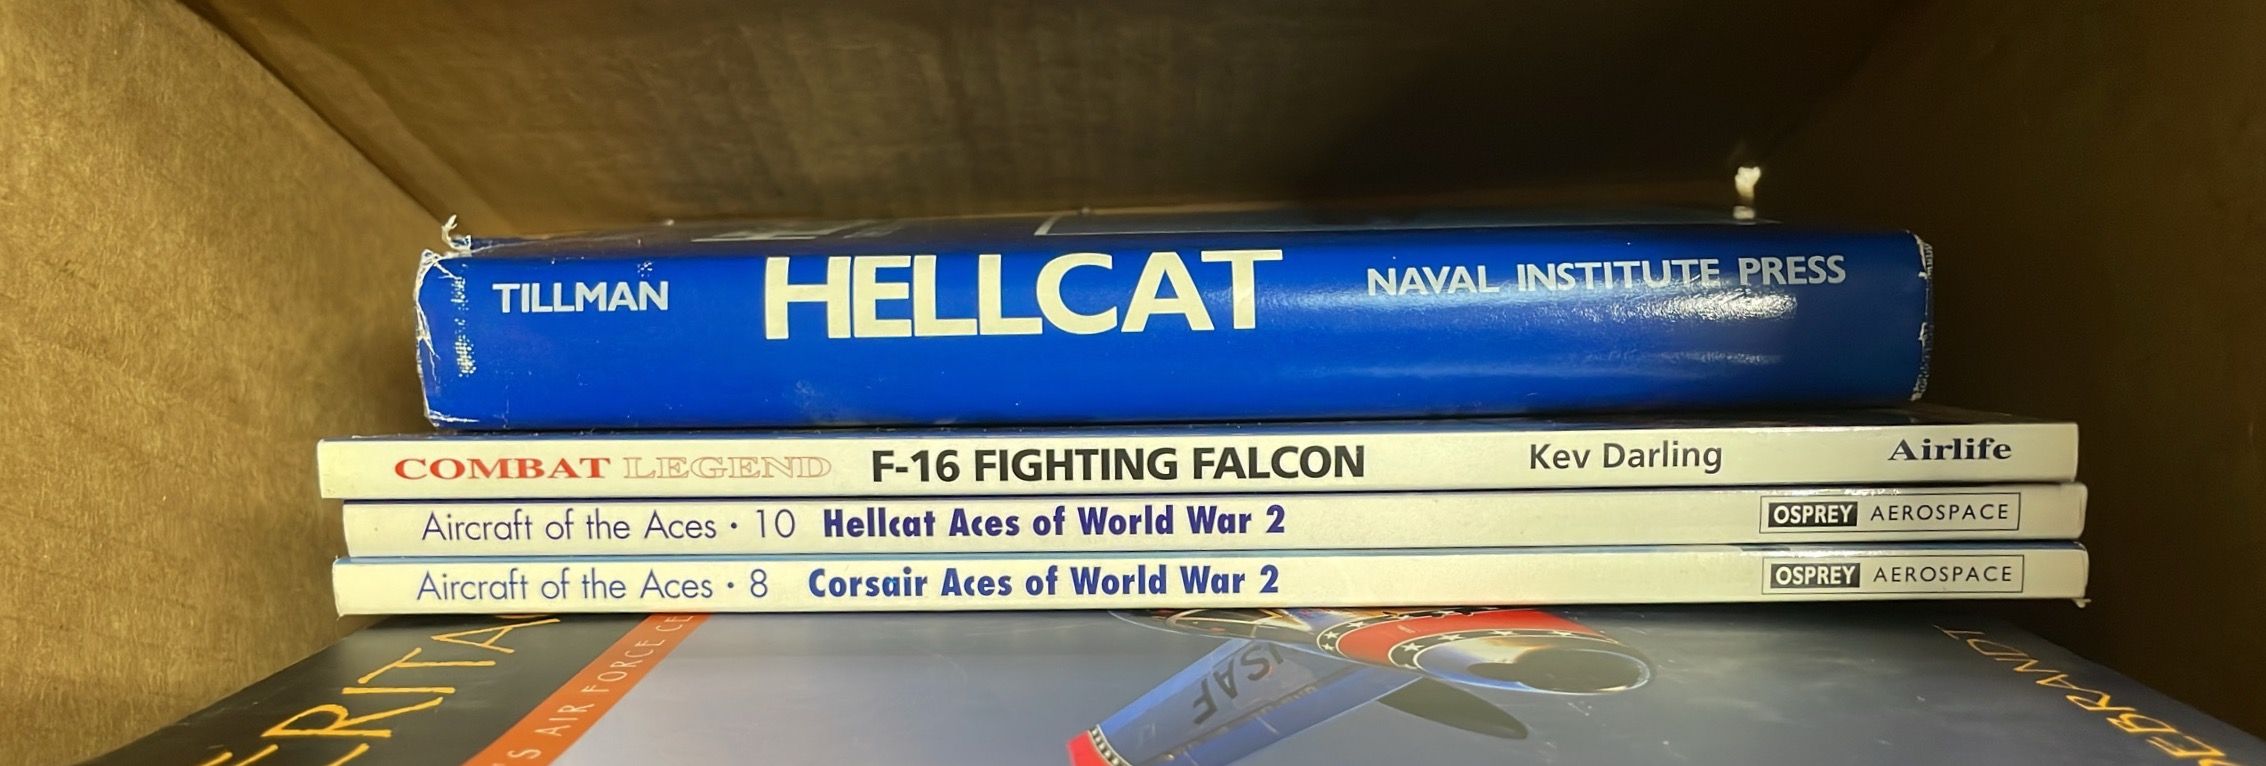 TILLMAN HELLCAT NAVAL INSTITUTE PRESS
COMBAT LEGEND F-16 FIGHTING FALCON Kev Darling Airlife
Aircraft of the Aces · 10 Hellcat Aces of World War 2 OSPREY AEROSPACE
Aircraft of the Aces · 8 Corsair Aces of World War 2 OSPREY AEROSPACE
AIR FORCE
USAF